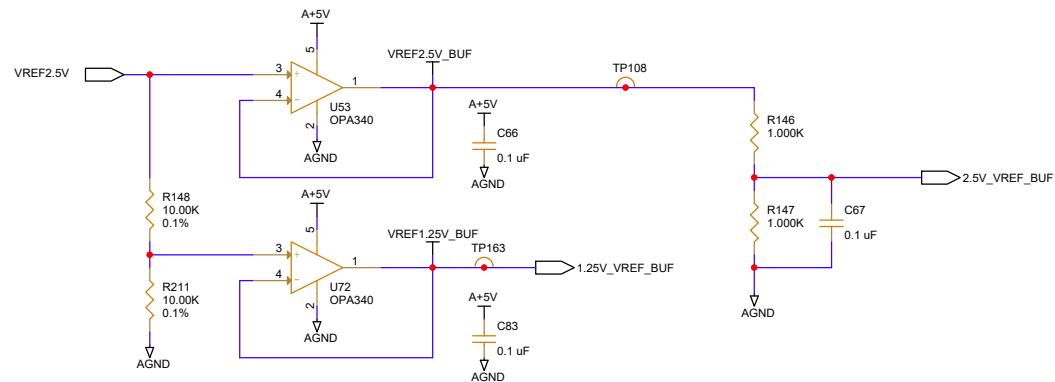 A+5V
VREF2.5V_BUF
VREF2.5V
5
3
+
1
4
−
2
U53
OPA340
AGND
TP108
A+5V
C66
0.1 uF
AGND
R146
1.000K
2.5V_VREF_BUF
R147
1.000K
C67
0.1 uF
AGND
R148
10.00K
0.1%
A+5V
VREF1.25V_BUF
5
3
+
1
4
−
2
U72
OPA340
AGND
TP163
1.25V_VREF_BUF
R211
10.00K
0.1%
AGND
A+5V
C83
0.1 uF
AGND